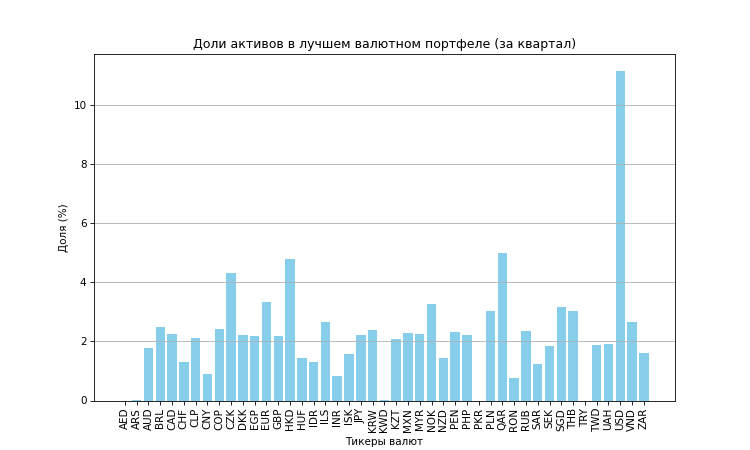 Доли активов в лучшем валютном портфеле (за квартал)
Доля (%)
10
8
6
4
2
0
AED ARS AUD BRL CAD CHF CLP CNY COP CZK DKK EGP EUR GBP HKD HUF IDR ILS INR ISK JPY KRW KWD KZT MXN MYR NOK NZD PEN PHP PKR PLN QAR RON RUB SAR SEK SGD THB TRY TWD UAH USD VND ZAR
Тикеры валют